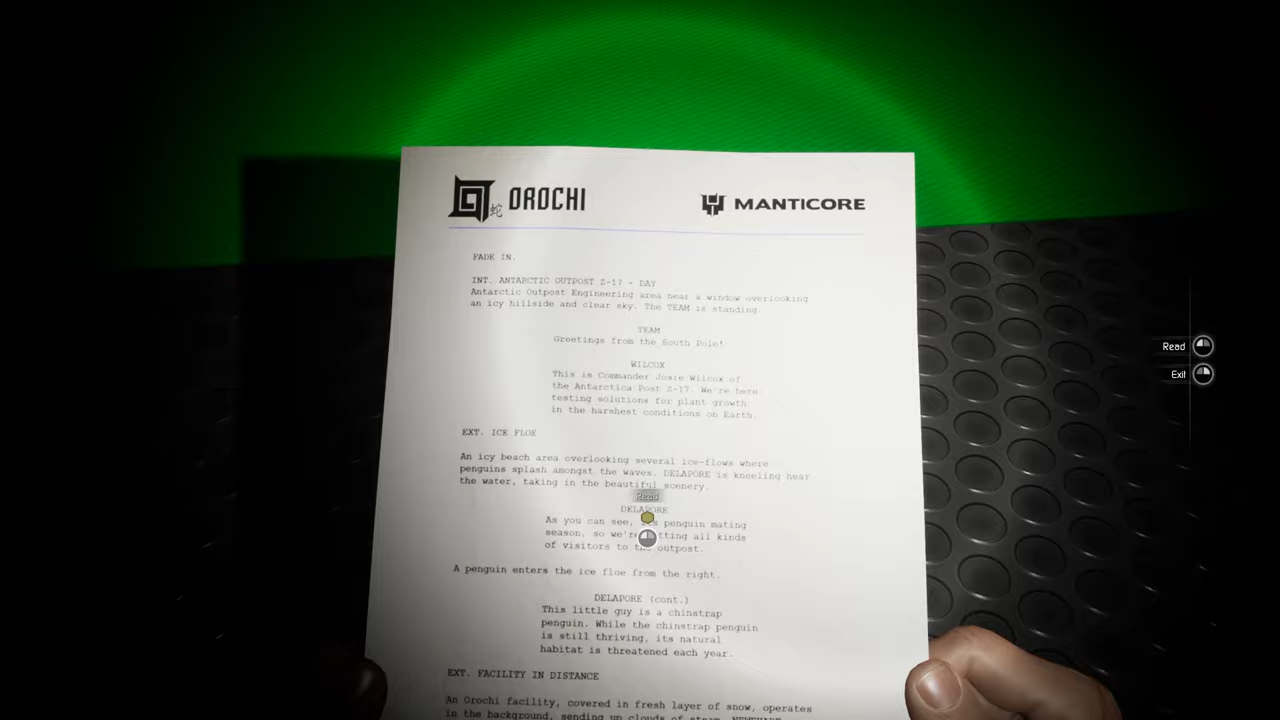 蛇 OROCHI
MANTICORE
FADE IN.
INT. ANTARCTIC OUTPOST Z-17 - DAY
Antarctic Outpost Engineering area near a window overlooking
an icy hillside and clear sky. The TEAM is standing.
TEAM
Greetings from the South Pole!
WILCOX
This is Commander Josie Wilcox of
the Antarctica Post Z-17. We're here
testing solutions for plant growth
in the harshest conditions on Earth.
EXT. ICE FLOE
An icy beach area overlooking several ice-flows where
penguins splash amongst the waves. DELAPORE is kneeling near
the water, taking in the beautiful scenery.
Read
DELAPORE
As you can see, penguin mating
season, so we're all kinds
of visitors to outpost.
A penguin enters the ice floe from the right.
DELAPORE (cont.)
This little guy is a chinstrap
penguin. While the chinstrap penguin
is still thriving, its natural
habitat is threatened each year.
EXT. FACILITY IN DISTANCE
An Orochi facility, covered in fresh layer of snow, operates
in the background, sending up clouds of steam.
Read
Exit